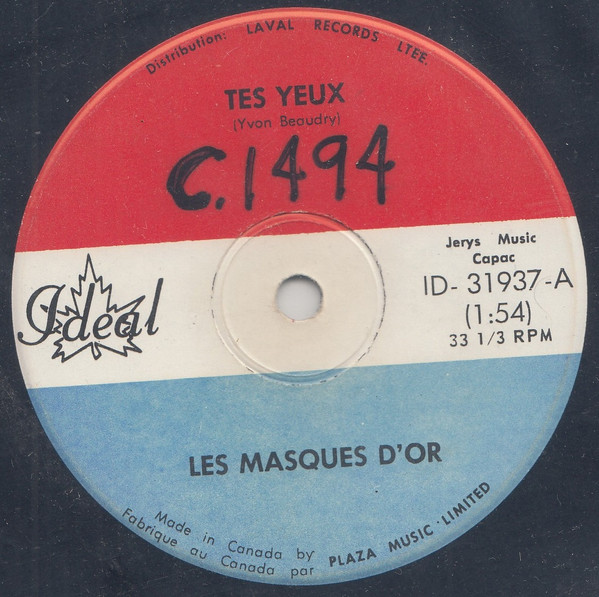 Distribution: LAVAL RECORDS LTEE.
TES YEUX
(Yvon Beaudry)
C.1494
Ideal
Jerys Music
Capac
ID- 31937-A
(1:54)
33 1/3 RPM
LES MASQUES D'OR
Made in Canada by
Fabrique au Canada par
PLAZA MUSIC · LIMITED